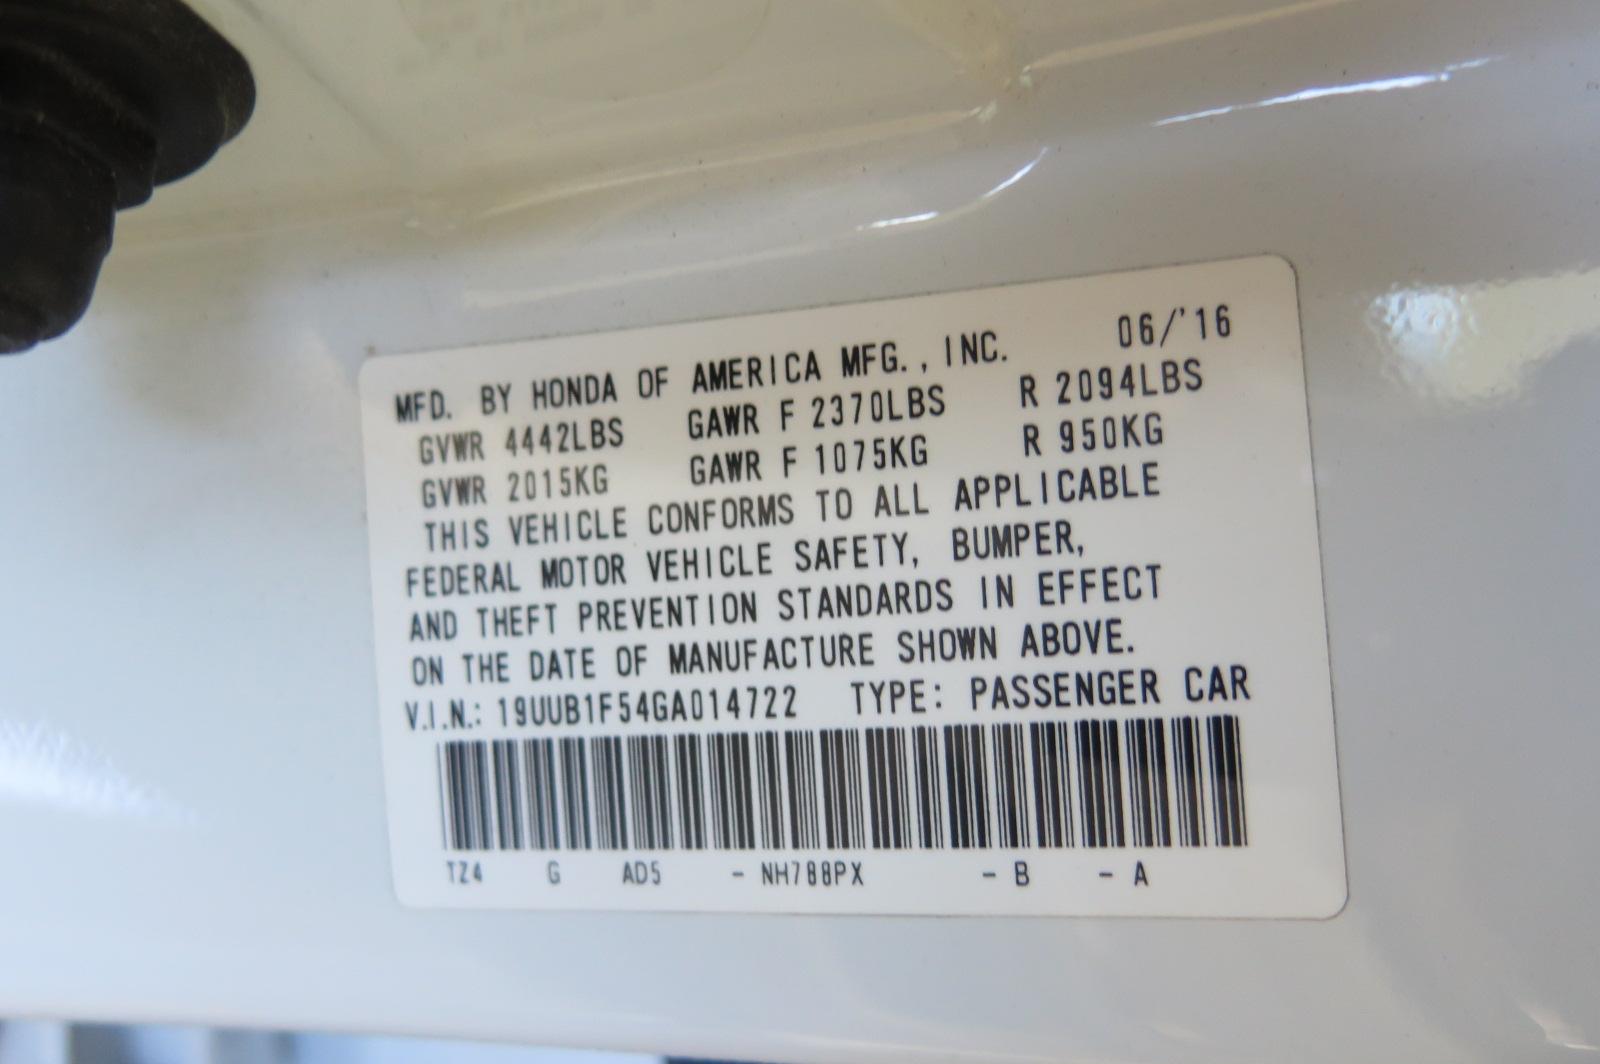 MFD. BY HONDA OF AMERICA MFG., INC. 06/'16
GVWR 4442LBS GAWR F 2370LBS R 2094LBS
GVWR 2015KG GAWR F 1075KG R 950KG
THIS VEHICLE CONFORMS TO ALL APPLICABLE
FEDERAL MOTOR VEHICLE SAFETY, BUMPER,
AND THEFT PREVENTION STANDARDS IN EFFECT
ON THE DATE OF MANUFACTURE SHOWN ABOVE.
V.I.N.: 19UUB1F54GA014722 TYPE: PASSENGER CAR
TZ4 G AD5 - NH788PX - B - A